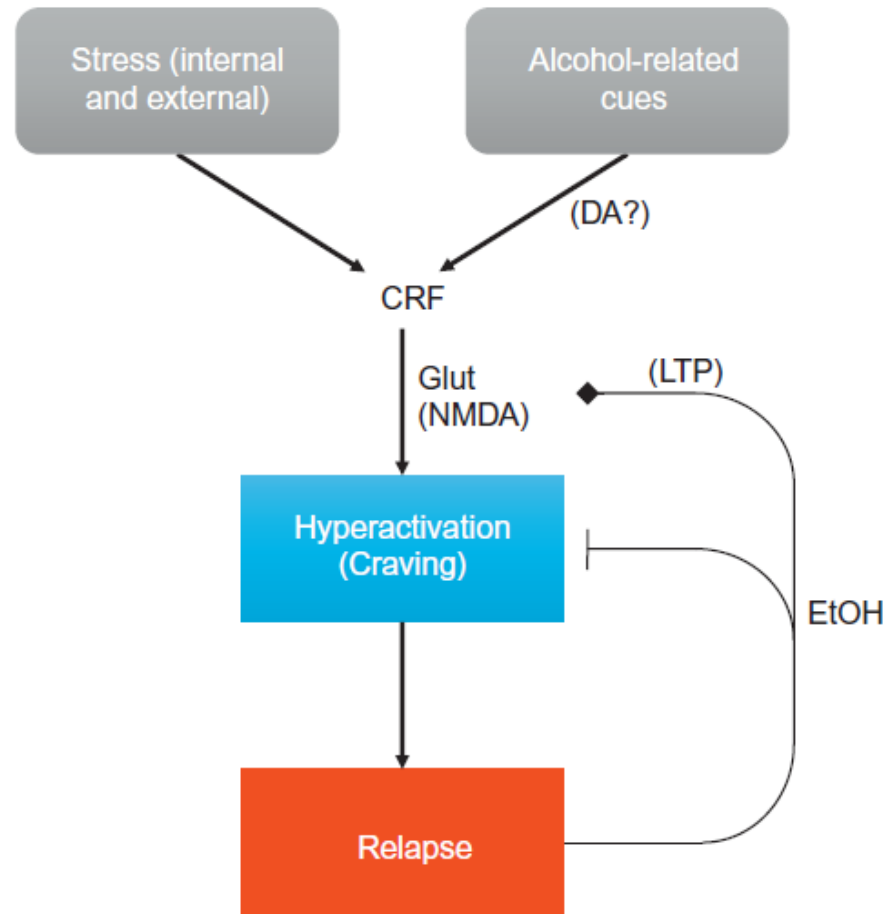 Stress (internal
and external)
Alcohol-related
cues
(DA?)
CRF
Glut
(NMDA)
(LTP)
Hyperactivation
(Craving)
EtOH
Relapse